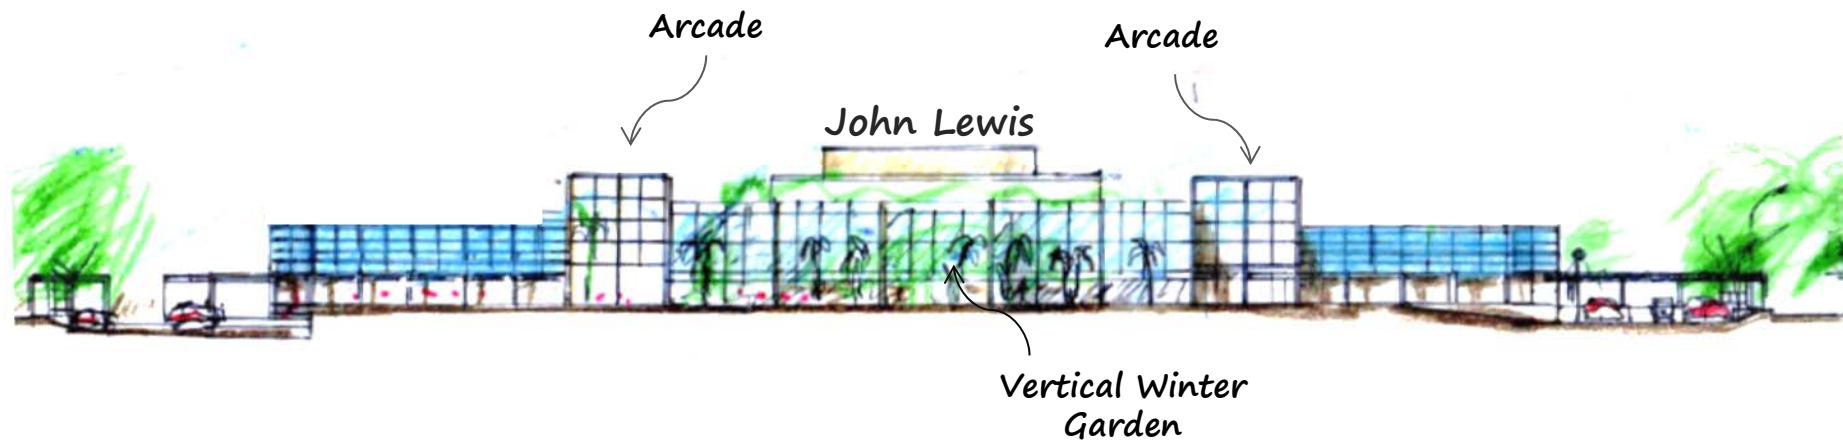 Arcade
Arcade
John Lewis
Vertical Winter
Garden